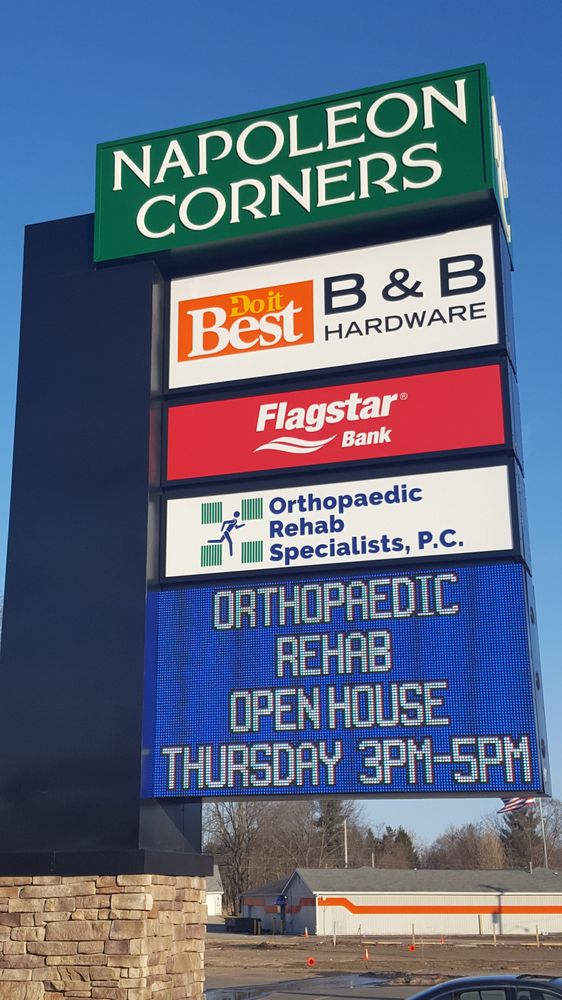 NAPOLEON
CORNERS
Do it
Best
B & B
HARDWARE
Flagstar®
Bank
Orthopaedic
Rehab
Specialists, P.C.
ORTHOPAEDIC
REHAB
OPEN HOUSE
THURSDAY 3PM-5PM